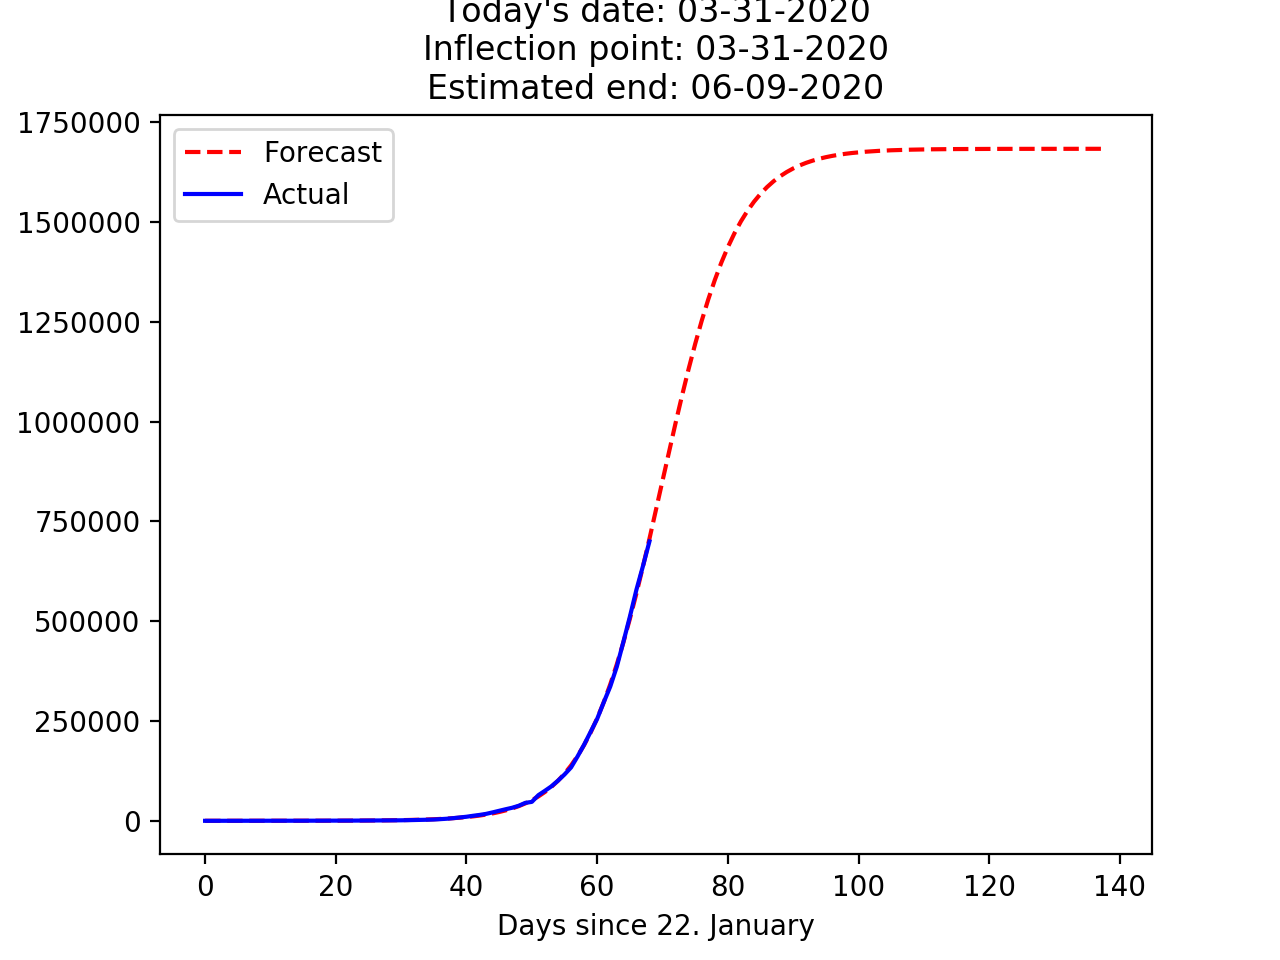 Today's date: 03-31-2020
Inflection point: 03-31-2020
Estimated end: 06-09-2020
1750000
1500000
1250000
1000000
750000
500000
250000
0
Forecast
Actual
0 20 40 60 80 100 120 140
Days since 22. January